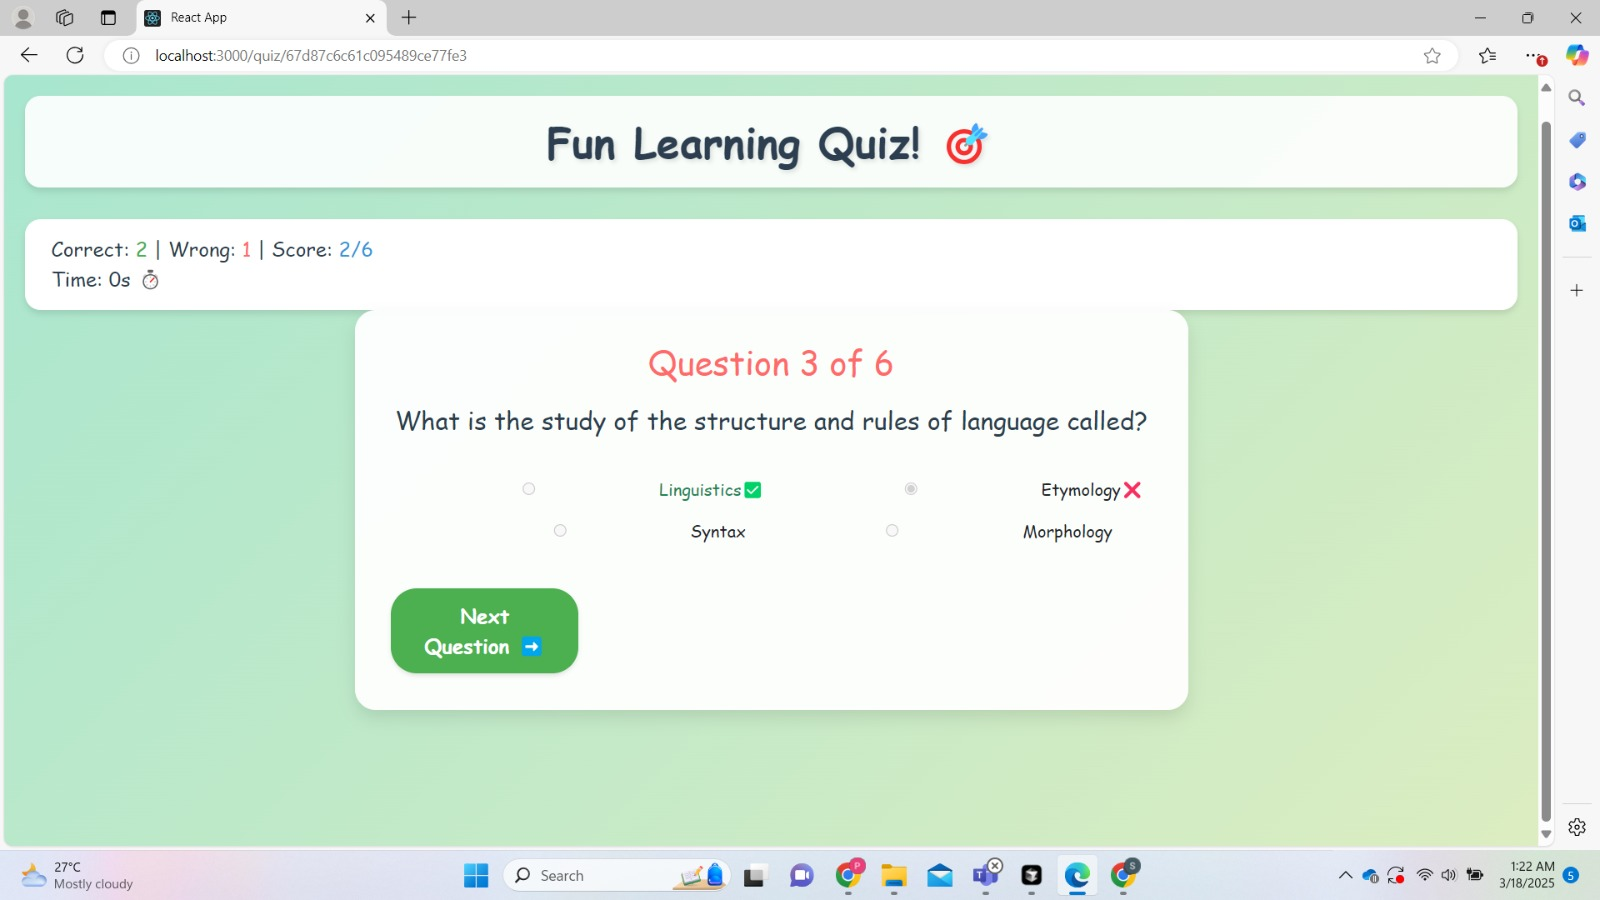 React App
localhost:3000/quiz/67d87c6c61c095489ce77fe3
Fun Learning Quiz!
Correct: 2 | Wrong: 1 | Score: 2/6
Time: 0s
Question 3 of 6
What is the study of the structure and rules of language called?
Linguistics Etymology
Syntax Morphology
Next
Question
27°C
Mostly cloudy
Search
P
S
1:22 AM
3/18/2025
5